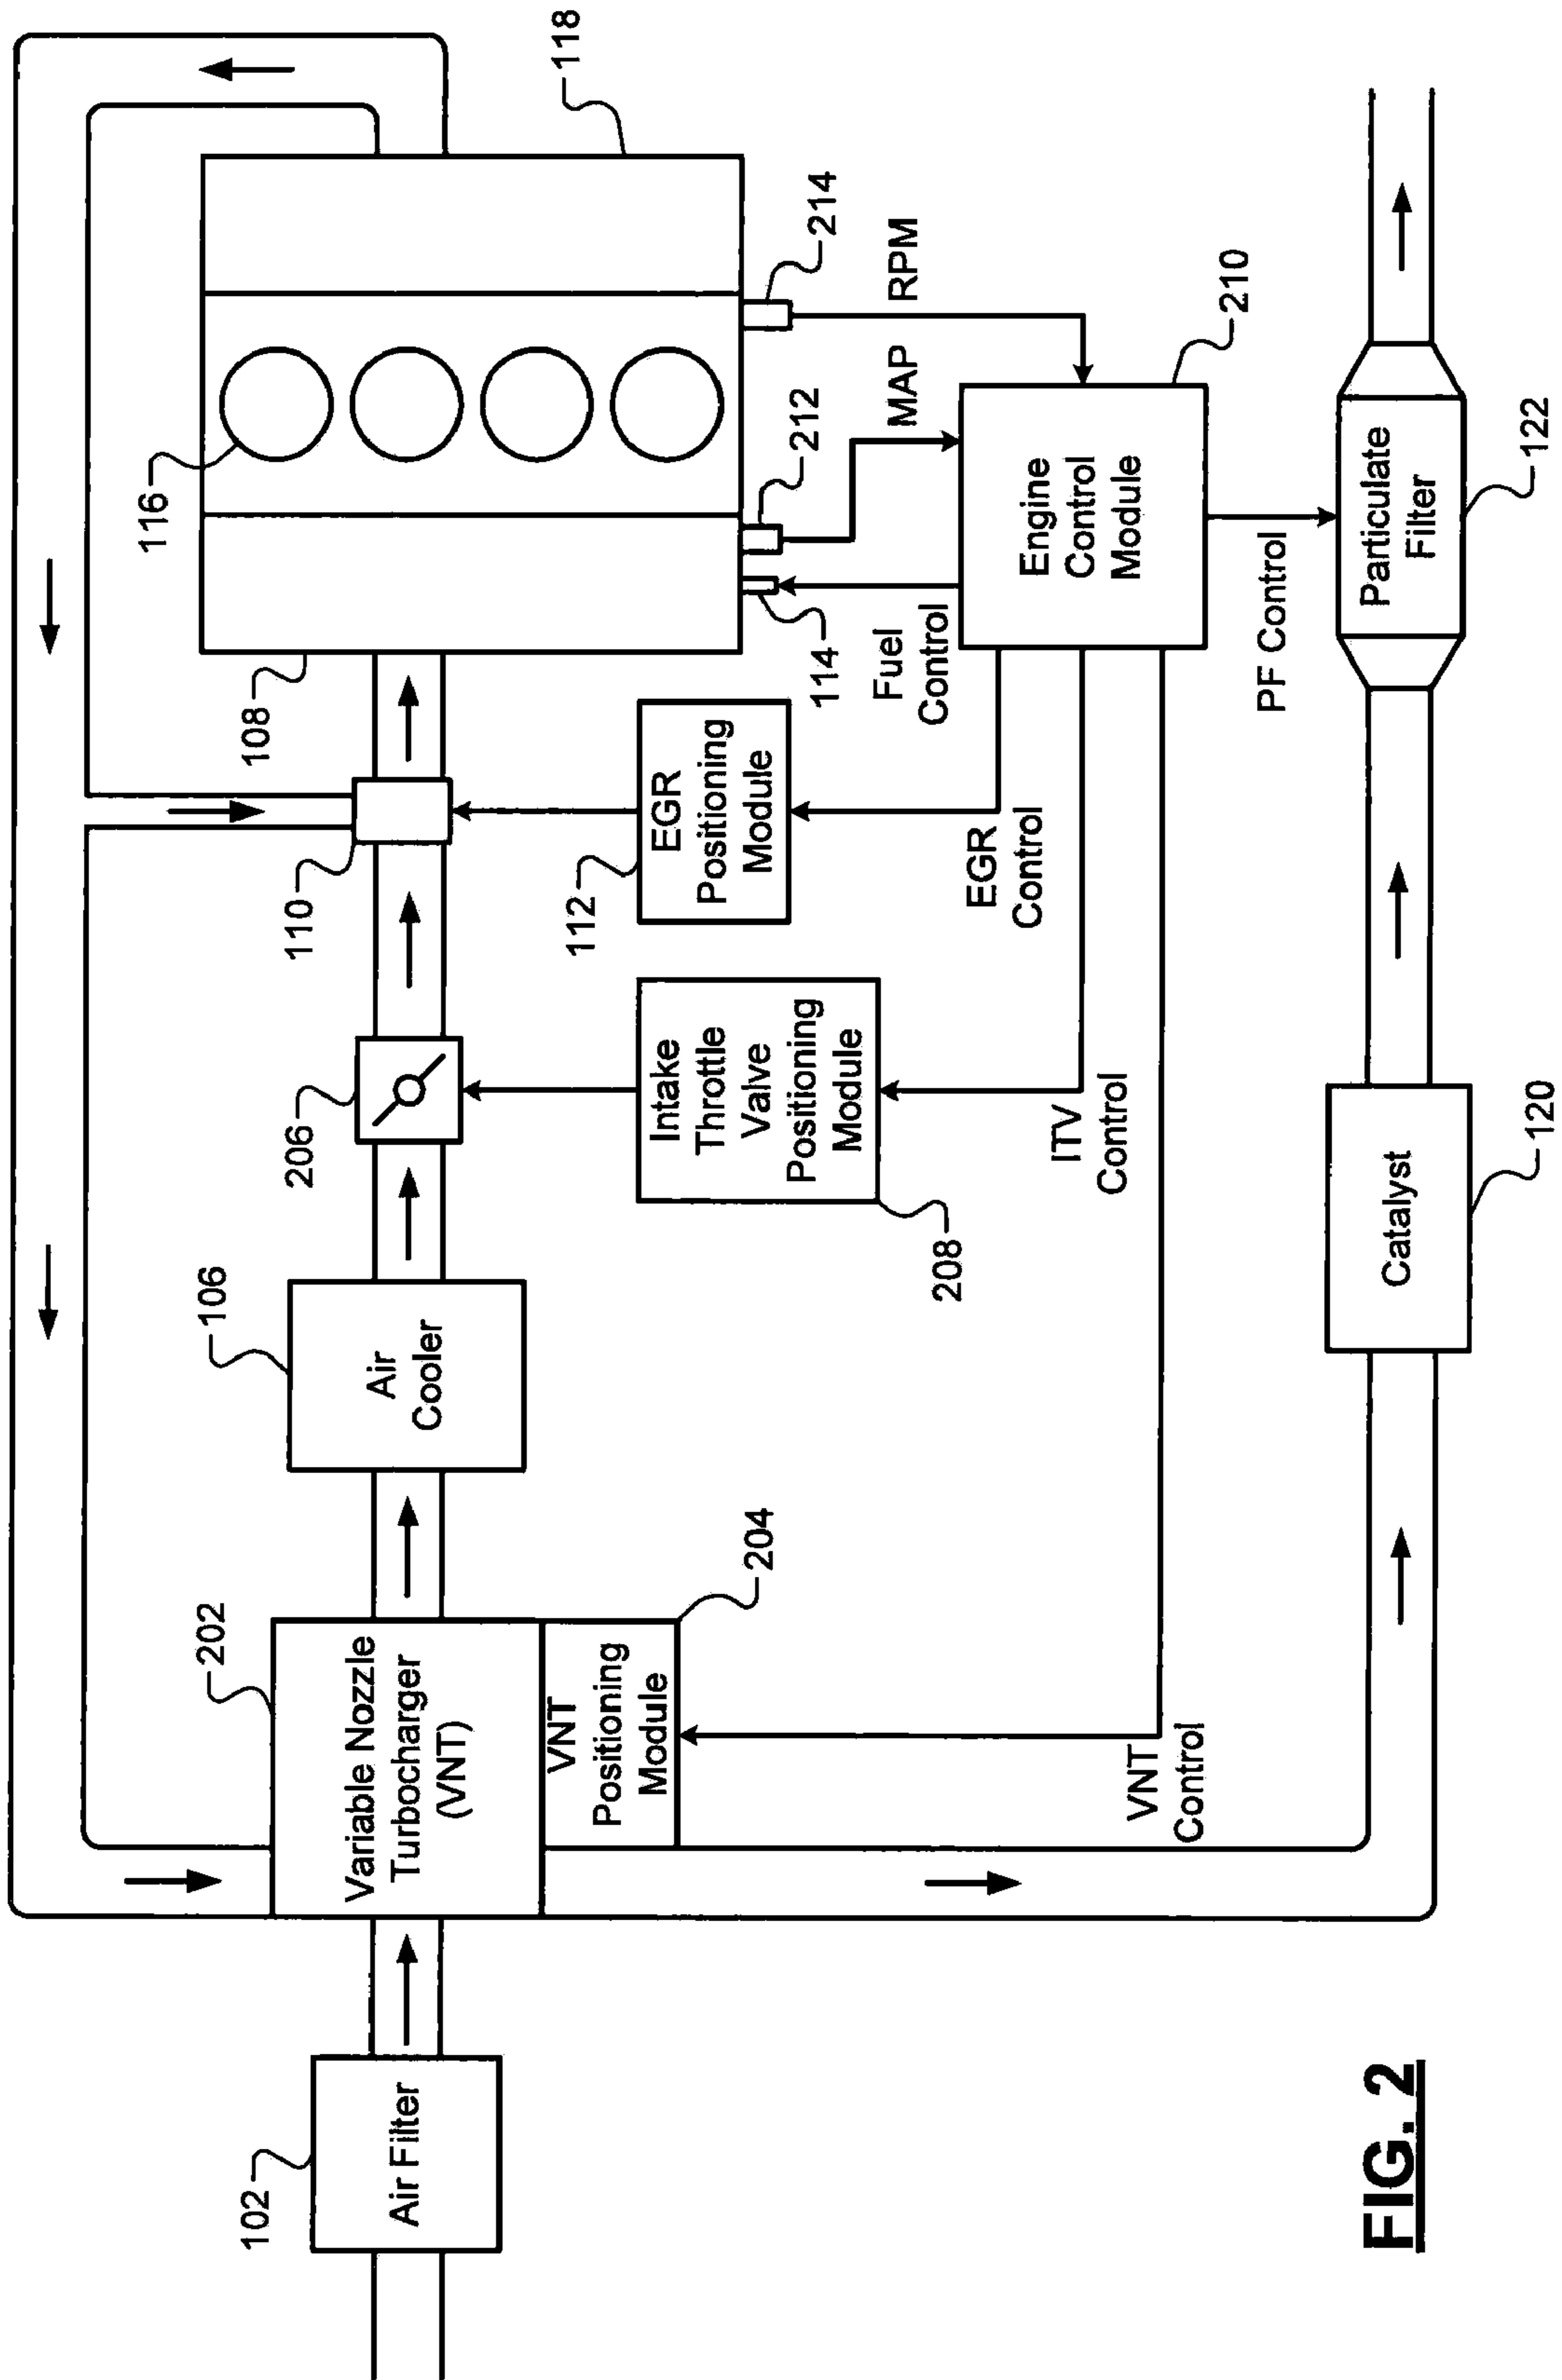 118
116
214
RPM
MAP
212
210
Engine
Control
Module
114
Fuel
Control
108
110
112
EGR
Positioning
Module
EGR
Control
PF Control
Particulate
Filter
122
206
Intake
Throttle
Valve
Positioning
Module
208
ITV
Control
106
Air
Cooler
Catalyst
120
202
Variable Nozzle
Turbocharger
(VNT)
VNT
Positioning
Module
204
VNT
Control
102
Air Filter
FIG. 2